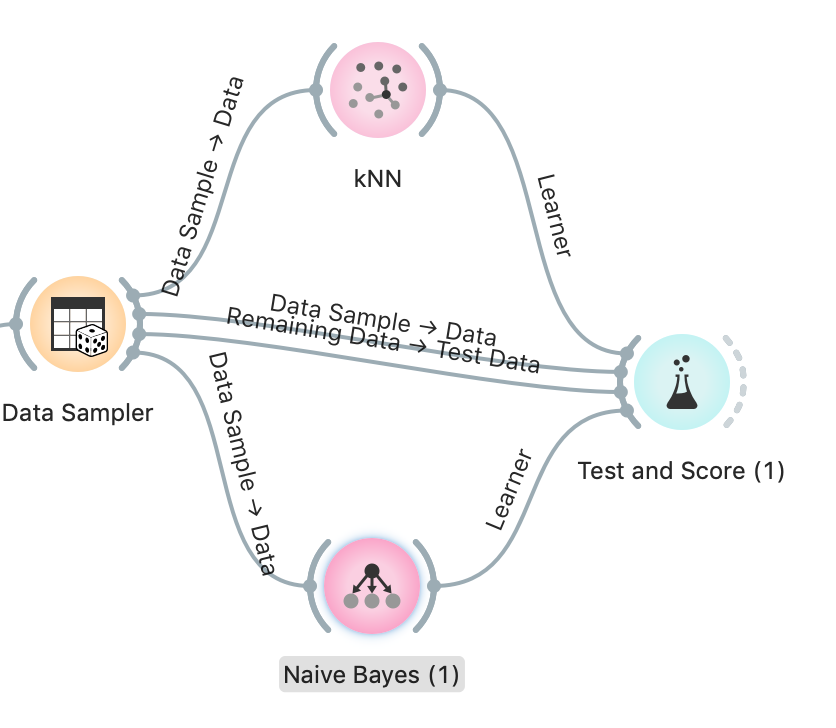 Data Sample → Data
kNN
Learner
Data Sample → Data
Remaining Data → Test Data
Data Sampler
Data Sample → Data
Learner
Test and Score (1)
Naive Bayes (1)